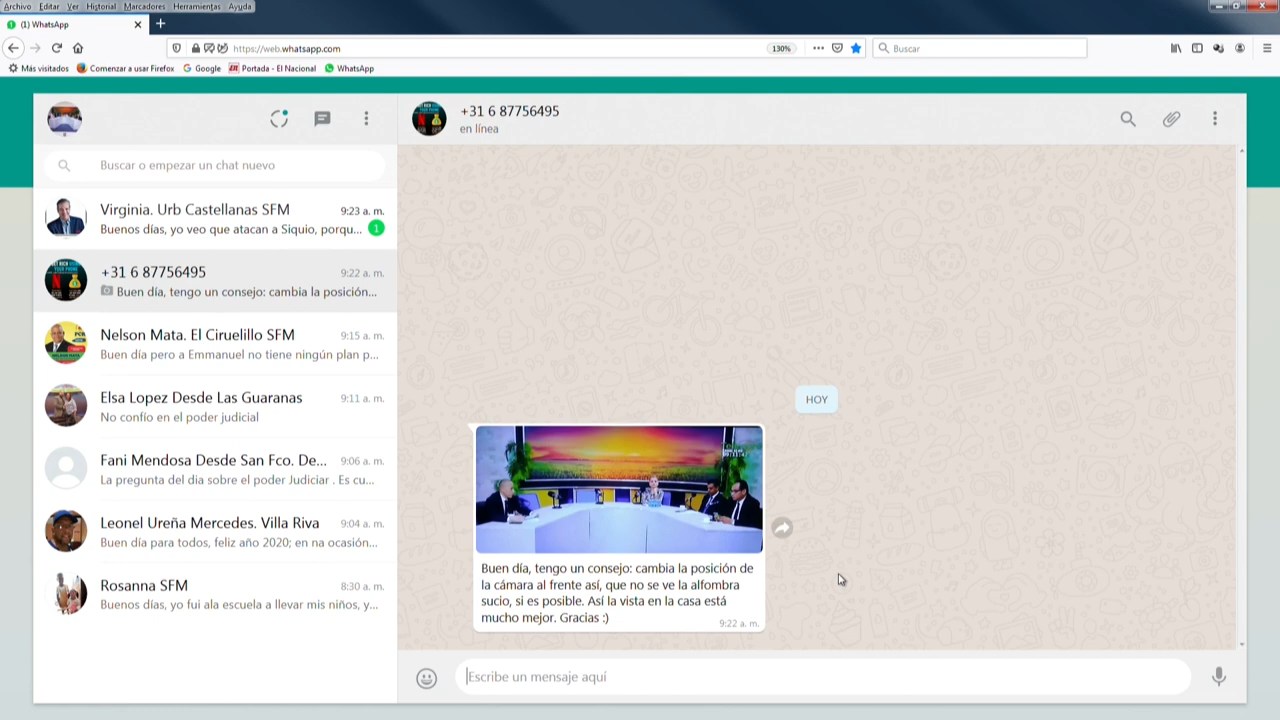 Archivo Editar Ver Historial Marcadores Herramientas Ayuda
(1) WhatsApp
https://web.whatsapp.com
130%
Buscar
Más visitados Comenzar a usar Firefox Google Portada - El Nacional WhatsApp
+31 6 87756495
en línea
Buscar o empezar un chat nuevo
Virginia. Urb Castellanas SFM 9:23 a. m.
Buenos días, yo veo que atacan a Siquio, porqu... 1
+31 6 87756495 9:22 a. m.
Buen día, tengo un consejo: cambia la posición...
Nelson Mata. El Ciruelillo SFM 9:15 a. m.
Buen día pero a Emmanuel no tiene ningún plan p...
Elsa Lopez Desde Las Guaranas 9:11 a. m.
No confío en el poder judicial
Fani Mendosa Desde San Fco. De... 9:06 a. m.
La pregunta del dia sobre el poder Judiciar . Es cu...
Leonel Ureña Mercedes. Villa Riva 9:04 a. m.
Buen día para todos, feliz año 2020; en na ocasión...
Rosanna SFM 8:30 a. m.
Buenos días, yo fui ala escuela a llevar mis niños, y...
HOY
Buen día, tengo un consejo: cambia la posición de
la cámara al frente así, que no se ve la alfombra
sucio, si es posible. Así la vista en la casa está
mucho mejor. Gracias :)
9:22 a. m.
Escribe un mensaje aquí